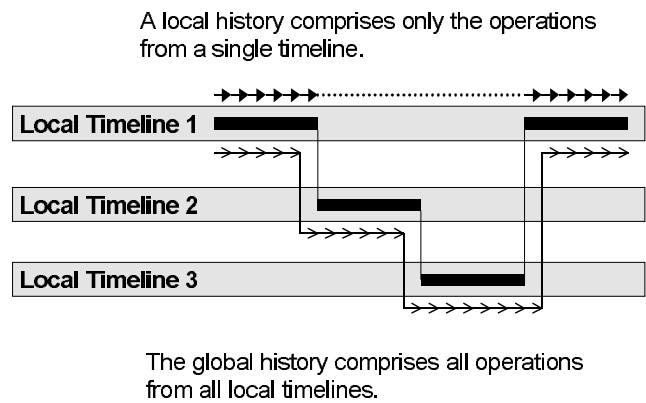 A local history comprises only the operations
from a single timeline.
Local Timeline 1
Local Timeline 2
Local Timeline 3
The global history comprises all operations
from all local timelines.